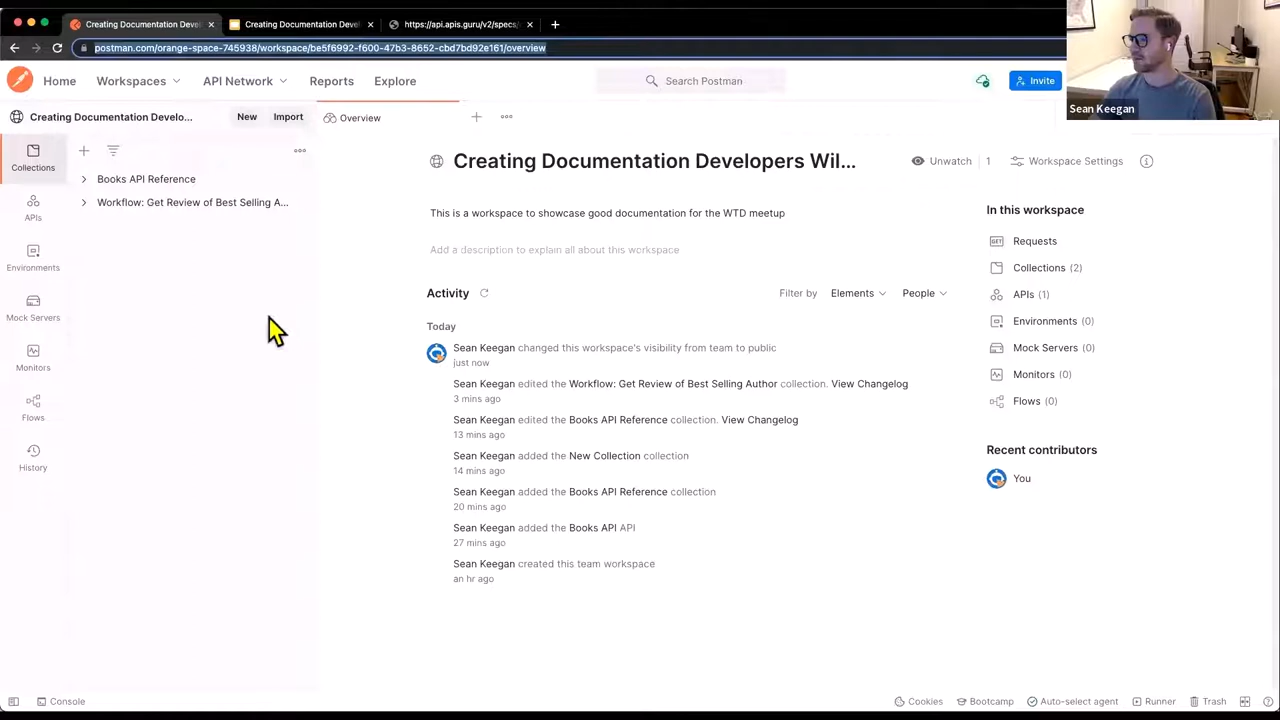 Creating Documentation Devel
Creating Documentation Devel
https://api.apis.guru/v2/specs/
postman.com/orange-space-745938/workspace/be5f6992-f600-47b3-8652-cbd7bd92e161/overview
Home
Workspaces
API Network
Reports
Explore
Search Postman
Invite
Sean Keegan
Creating Documentation Develo...
New
Import
Overview
Collections
APIs
Environments
Mock Servers
Monitors
Flows
History
Books API Reference
Workflow: Get Review of Best Selling A...
Creating Documentation Developers Wil...
Unwatch
1
Workspace Settings
This is a workspace to showcase good documentation for the WTD meetup
Add a description to explain all about this workspace
Activity
Filter by
Elements
People
Today
Sean Keegan changed this workspace's visibility from team to public
just now
Sean Keegan edited the Workflow: Get Review of Best Selling Author collection. View Changelog
3 mins ago
Sean Keegan edited the Books API Reference collection. View Changelog
13 mins ago
Sean Keegan added the New Collection collection
14 mins ago
Sean Keegan added the Books API Reference collection
20 mins ago
Sean Keegan added the Books API API
27 mins ago
Sean Keegan created this team workspace
an hr ago
In this workspace
GET Requests
Collections (2)
APIs (1)
Environments (0)
Mock Servers (0)
Monitors (0)
Flows (0)
Recent contributors
You
Console
Cookies
Bootcamp
Auto-select agent
Runner
Trash